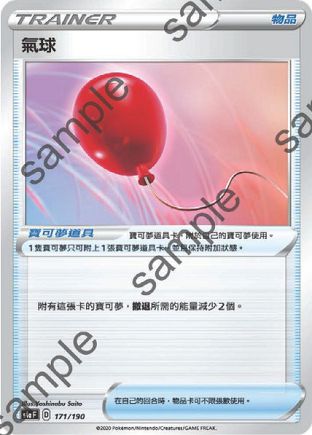 TRAINER 物品
氣球
sample
sample
sample
sample
寶可夢道具
寶可夢道具卡，附於自己的寶可夢使用。
1隻寶可夢只可附上1張寶可夢道具卡，並且保持附加狀態。
附有這張卡的寶可夢，撤退所需的能量減少2個。
Illus. Yoshinobu Saito
171/190
在自己的回合時，物品卡可不限張數使用。
©2020 Pokémon/Nintendo/Creatures/GAME FREAK.